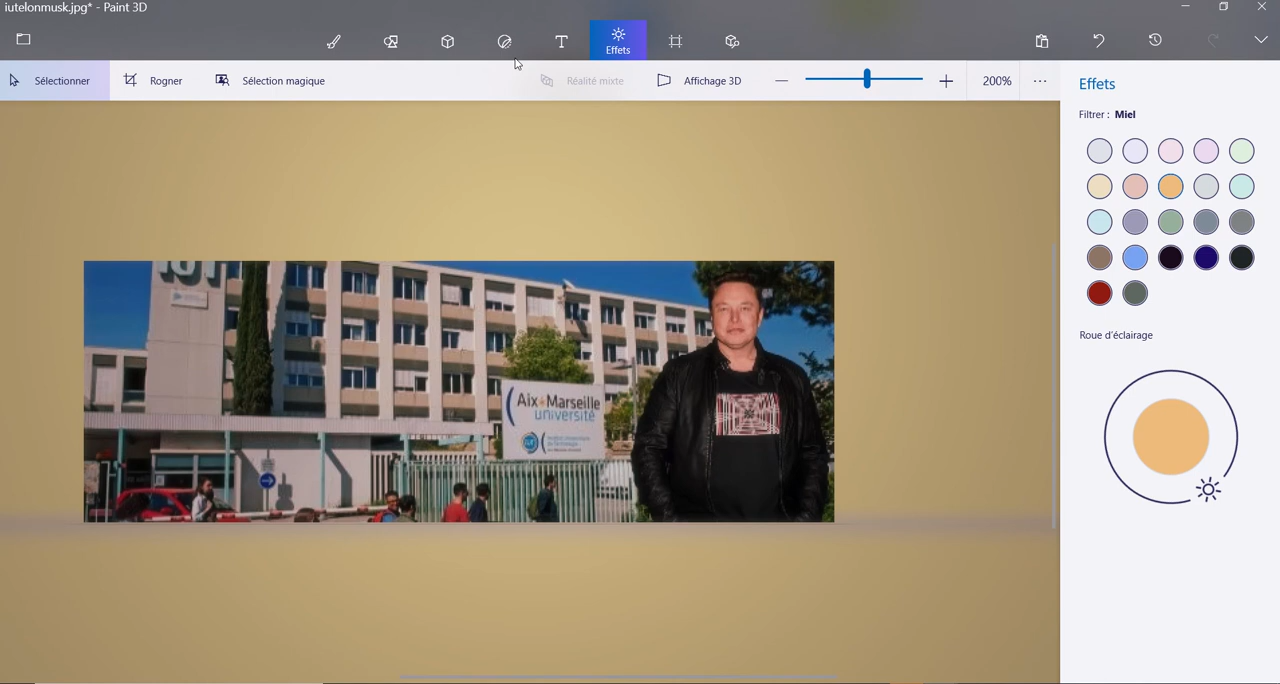 iutelonmusk.jpg* - Paint 3D
Effets
Sélectionner
Rogner
Sélection magique
Réalité mixte
Affichage 3D
200%
Effets
Filtrer : Miel
Roue d'éclairage
IUT
Aix*Marseille
université